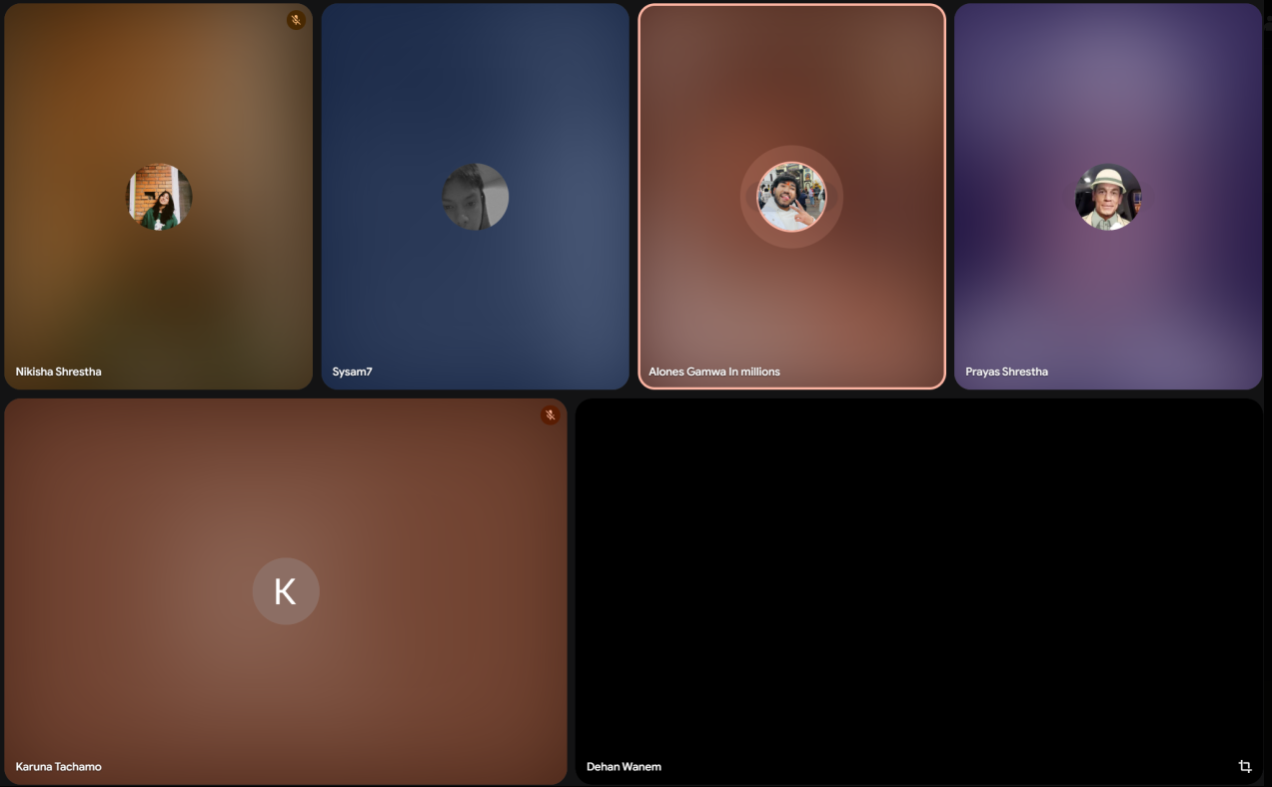 Nikisha Shrestha
Sysam7
Alones Gamwa In millions
Prayas Shrestha
K
Karuna Tachamo
Dehan Wanem